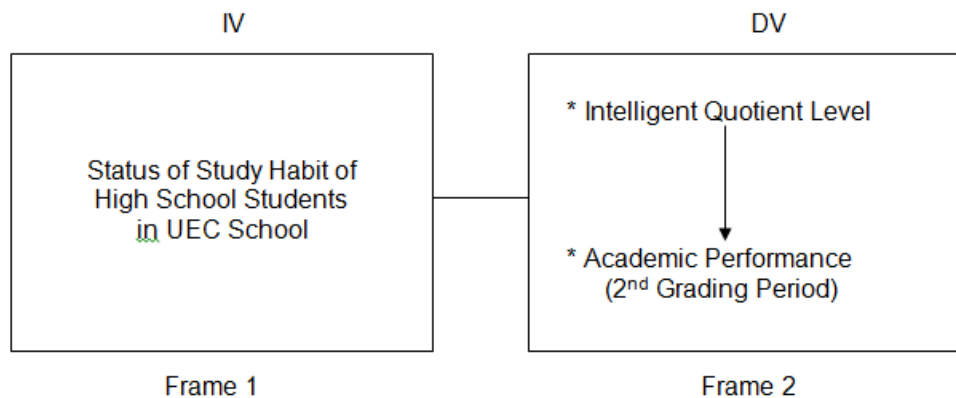 IV
DV
Status of Study Habit of
High School Students
in UEC School
* Intelligent Quotient Level
* Academic Performance
(2nd Grading Period)
Frame 1
Frame 2